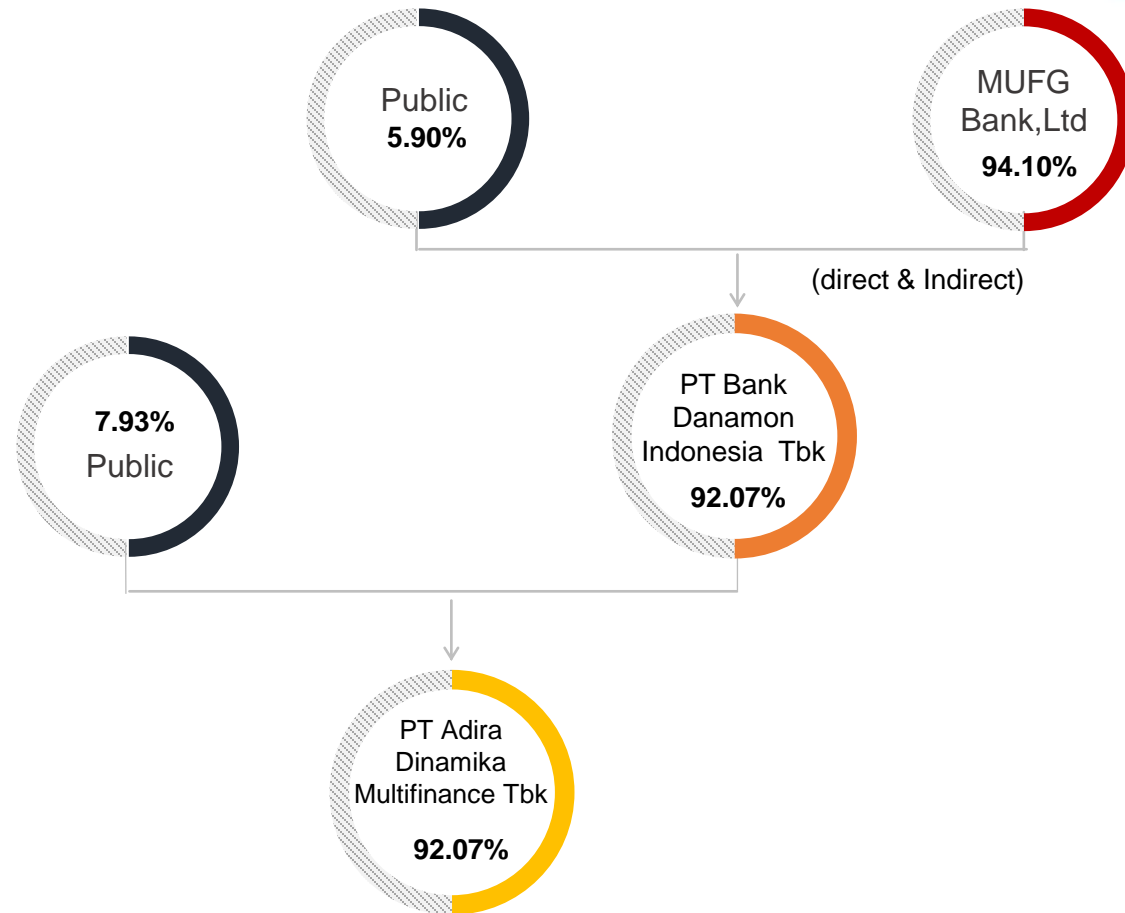 Public
5.90%
MUFG
Bank,Ltd
94.10%
(direct & Indirect)
7.93%
Public
PT Bank
Danamon
Indonesia Tbk
92.07%
PT Adira
Dinamika
Multifinance Tbk
92.07%